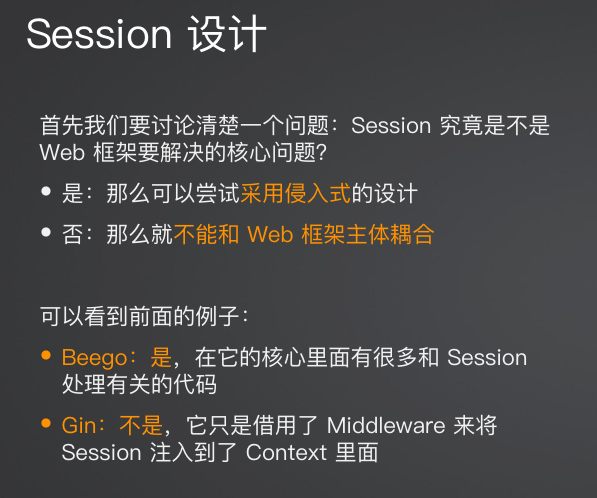 Session 设计
首先我们要讨论清楚一个问题：Session 究竟是不是
Web 框架要解决的核心问题？
• 是：那么可以尝试采用侵入式的设计
• 否：那么就不能和 Web 框架主体耦合
可以看到前面的例子：
• Beego：是，在它的核心里面有很多和 Session
处理有关的代码
• Gin：不是，它只是借用了 Middleware 来将
Session 注入到了 Context 里面